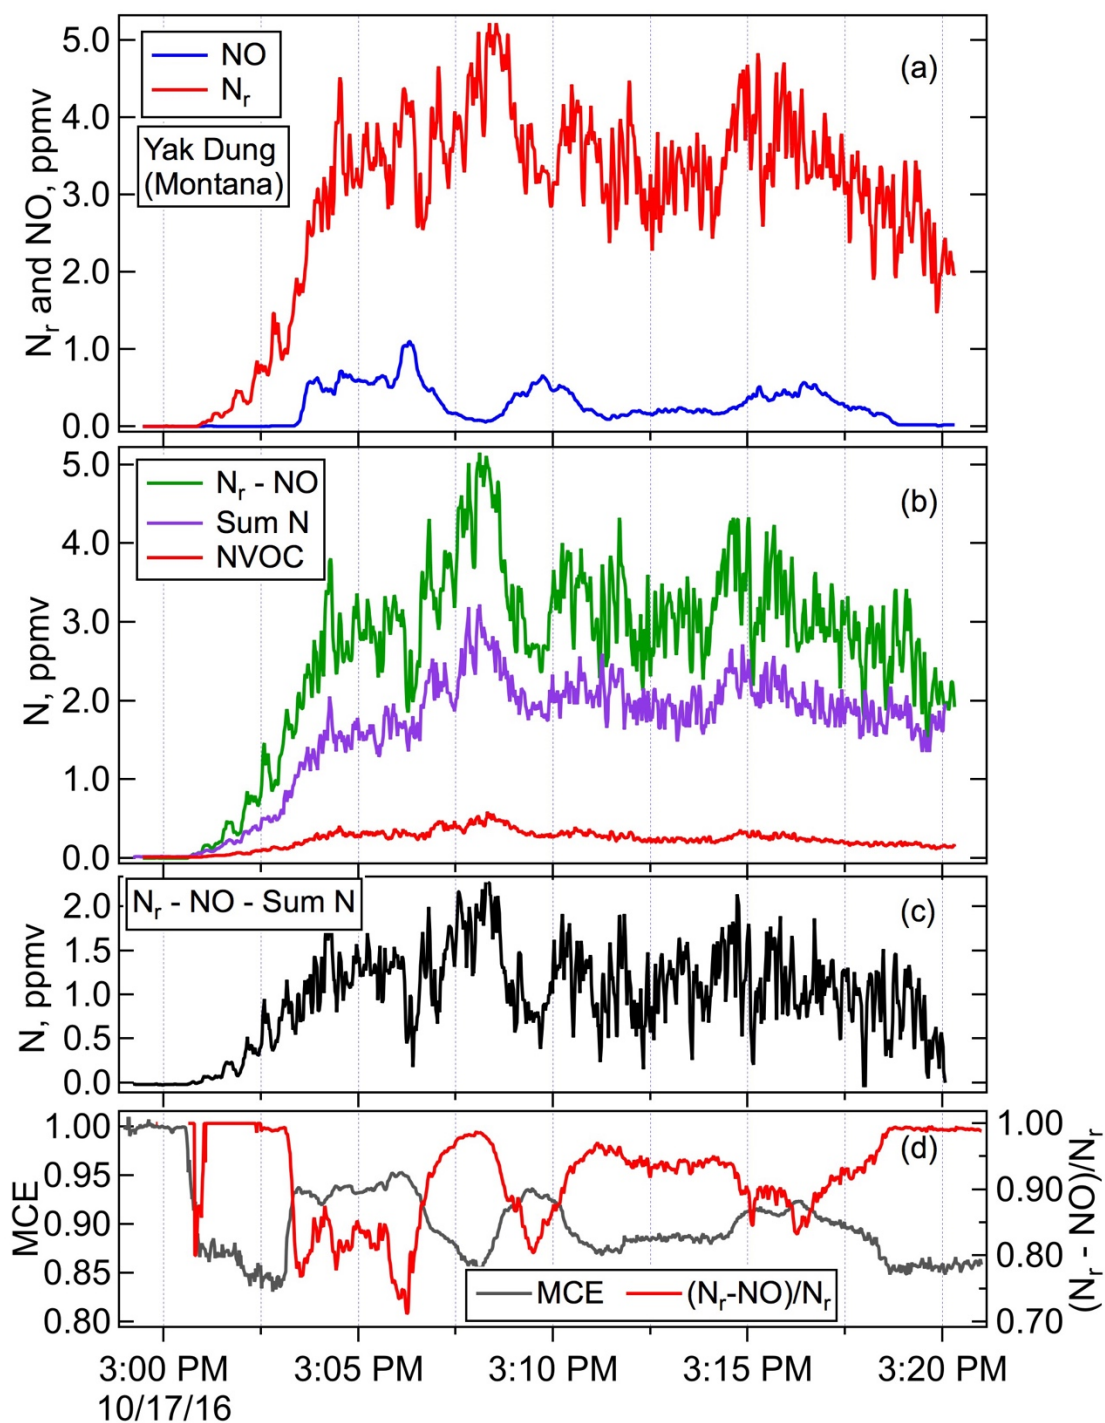 5.0
4.0
3.0
2.0
1.0
0.0
Nᵣ and NO, ppmv
NO
Nᵣ
Yak Dung
(Montana)
(a)
5.0
4.0
3.0
2.0
1.0
0.0
N, ppmv
Nᵣ - NO
Sum N
NVOC
(b)
2.0
1.5
1.0
0.5
0.0
N, ppmv
Nᵣ - NO - Sum N
(c)
1.00
0.95
0.90
0.85
0.80
MCE
(d)
MCE
(Nᵣ-NO)/Nᵣ
1.00
0.90
0.80
0.70
(Nᵣ - NO)/Nᵣ
3:00 PM 3:05 PM 3:10 PM 3:15 PM 3:20 PM
10/17/16